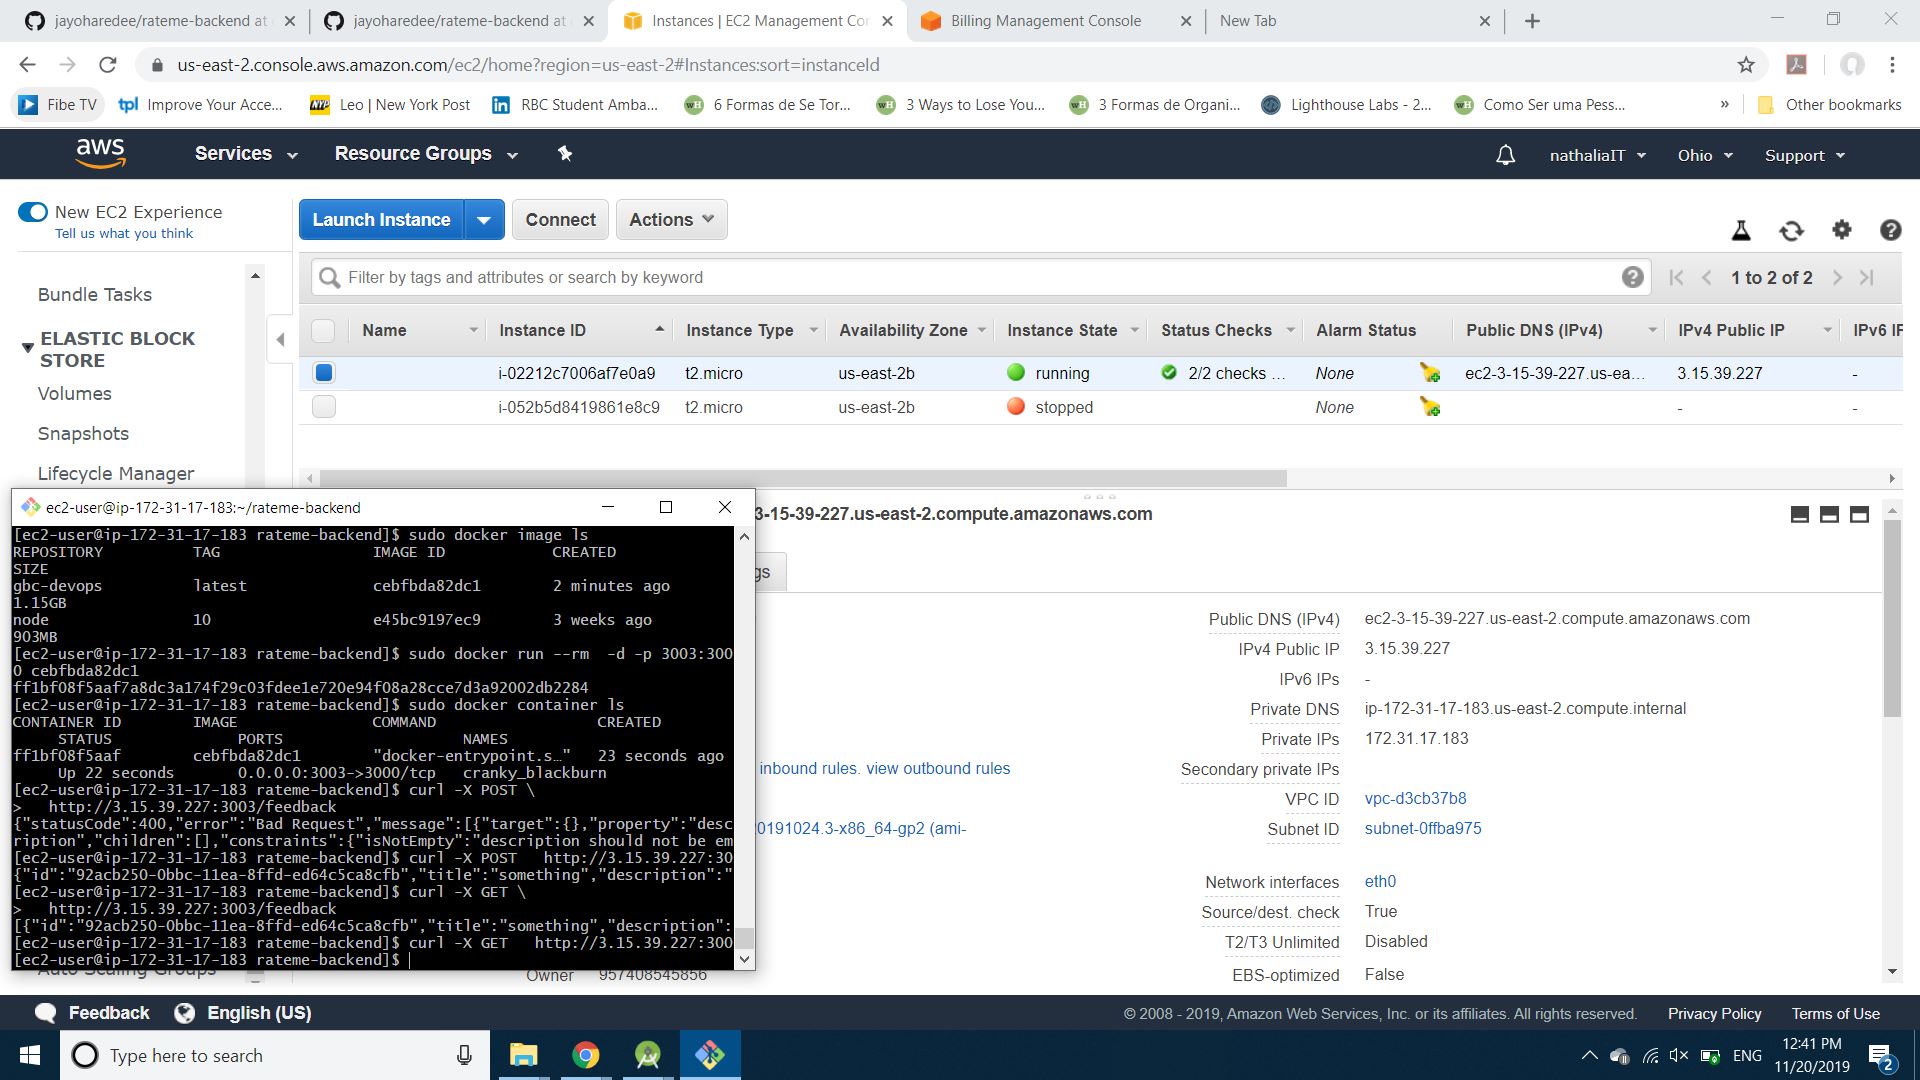 jayoharedee/rateme-backend at
jayoharedee/rateme-backend at
Instances | EC2 Management Con
Billing Management Console
New Tab
us-east-2.console.aws.amazon.com/ec2/home?region=us-east-2#Instances:sort=instanceId
Fibe TV
tpl Improve Your Acce...
NYP Leo | New York Post
in RBC Student Amba...
wH 6 Formas de Se Tor...
wH 3 Ways to Lose You...
wH 3 Formas de Organi...
Lighthouse Labs - 2...
wH Como Ser uma Pess...
»
Other bookmarks
aws
Services
Resource Groups
nathaliaIT
Ohio
Support
New EC2 Experience
Tell us what you think
Launch Instance
Connect
Actions
Bundle Tasks
ELASTIC BLOCK
STORE
Volumes
Snapshots
Lifecycle Manager
Filter by tags and attributes or search by keyword
1 to 2 of 2
Name Instance ID Instance Type Availability Zone Instance State Status Checks Alarm Status Public DNS (IPv4) IPv4 Public IP IPv6 IP
i-02212c7006af7e0a9 t2.micro us-east-2b running 2/2 checks ... None ec2-3-15-39-227.us-ea... 3.15.39.227 -
i-052b5d8419861e8c9 t2.micro us-east-2b stopped None - -
ec2-user@ip-172-31-17-183:~/rateme-backend
[ec2-user@ip-172-31-17-183 rateme-backend]$ sudo docker image ls
REPOSITORY TAG IMAGE ID CREATED
SIZE
gbc-devops latest cebfbda82dc1 2 minutes ago
1.15GB
node 10 e45bc9197ec9 3 weeks ago
903MB
[ec2-user@ip-172-31-17-183 rateme-backend]$ sudo docker run --rm -d -p 3003:300
0 cebfbda82dc1
ff1bf08f5aaf7a8dc3a174f29c03fdee1e720e94f08a28cce7d3a92002db2284
[ec2-user@ip-172-31-17-183 rateme-backend]$ sudo docker container ls
CONTAINER ID IMAGE COMMAND CREATED
STATUS PORTS NAMES
ff1bf08f5aaf cebfbda82dc1 "docker-entrypoint.s…" 23 seconds ago
Up 22 seconds 0.0.0.0:3003->3000/tcp cranky_blackburn
[ec2-user@ip-172-31-17-183 rateme-backend]$ curl -X POST \
> http://3.15.39.227:3003/feedback
{"statusCode":400,"error":"Bad Request","message":[{"target":{},"property":"desc
ription","children":[],"constraints":{"isNotEmpty":"description should not be em
[ec2-user@ip-172-31-17-183 rateme-backend]$ curl -X POST http://3.15.39.227:30
{"id":"92acb250-0bbc-11ea-8ffd-ed64c5ca8cfb","title":"something","description":"
[ec2-user@ip-172-31-17-183 rateme-backend]$ curl -X GET \
> http://3.15.39.227:3003/feedback
[{"id":"92acb250-0bbc-11ea-8ffd-ed64c5ca8cfb","title":"something","description":
[ec2-user@ip-172-31-17-183 rateme-backend]$ curl -X GET http://3.15.39.227:300
[ec2-user@ip-172-31-17-183 rateme-backend]$
3-15-39-227.us-east-2.compute.amazonaws.com
gs
Public DNS (IPv4) ec2-3-15-39-227.us-east-2.compute.amazonaws.com
IPv4 Public IP 3.15.39.227
IPv6 IPs -
Private DNS ip-172-31-17-183.us-east-2.compute.internal
Private IPs 172.31.17.183
inbound rules. view outbound rules
Secondary private IPs
VPC ID vpc-d3cb37b8
20191024.3-x86_64-gp2 (ami-
Subnet ID subnet-0ffba975
Network interfaces eth0
Source/dest. check True
T2/T3 Unlimited Disabled
Auto Scaling Groups
Owner 957408545856
EBS-optimized False
Feedback
English (US)
© 2008 - 2019, Amazon Web Services, Inc. or its affiliates. All rights reserved.
Privacy Policy
Terms of Use
Type here to search
ENG
12:41 PM
11/20/2019
2